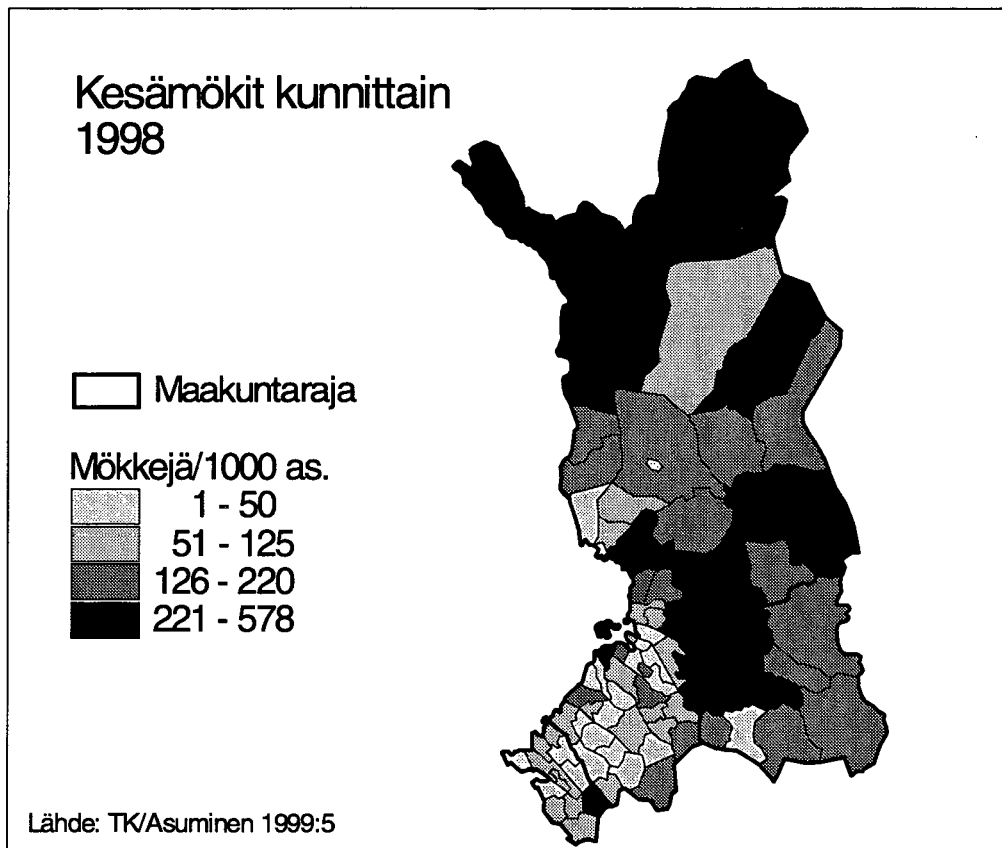 Kesämökit kunnittain
1998
Maakuntaraja
Mökkejä/1000 as.
1 - 50
51 - 125
126 - 220
221 - 578
Lähde: TK/Asuminen 1999:5